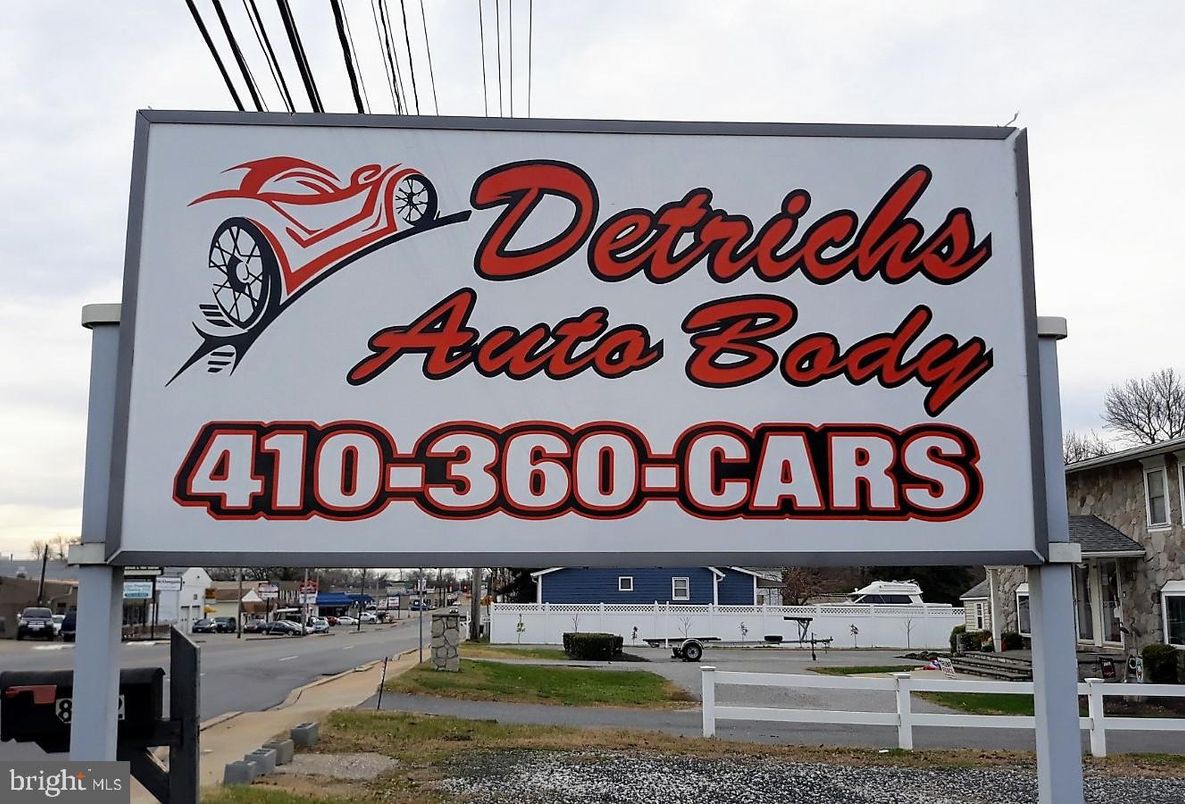 Detrichs
Auto Body
410-360-CARS
bright MLS